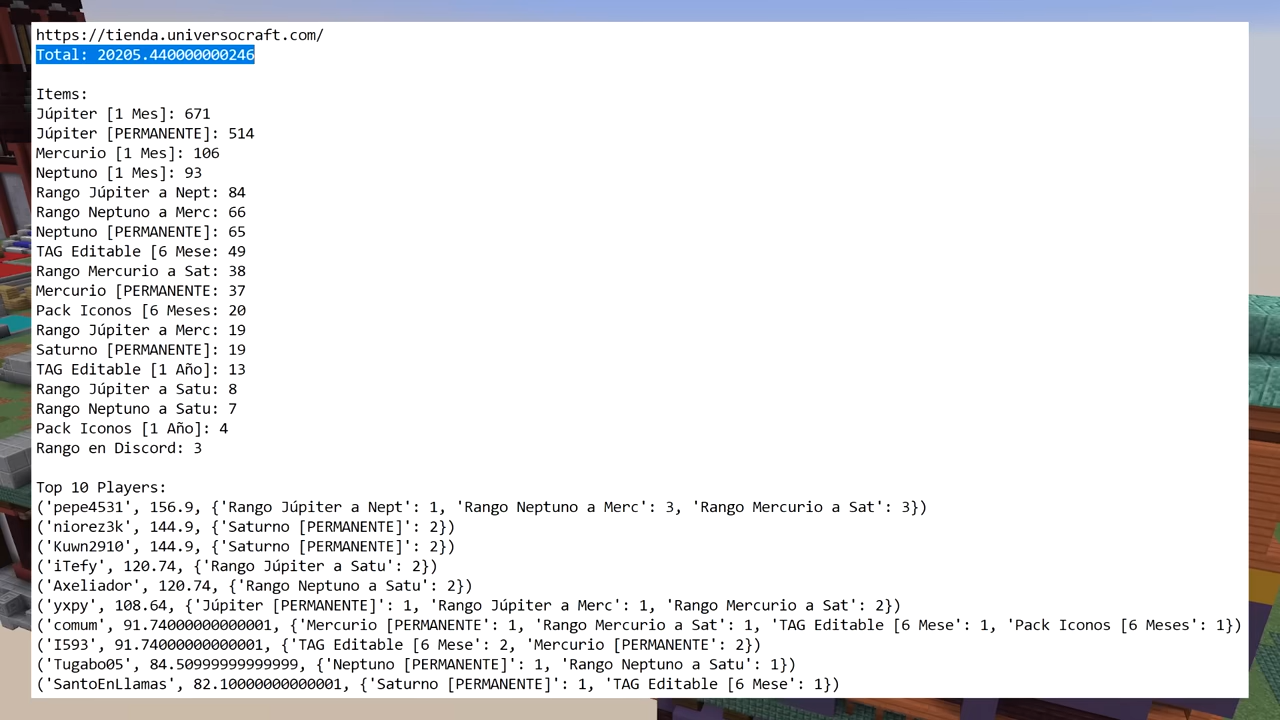 https://tienda.universocraft.com/
Total: 20205.440000000246
Items:
Júpiter [1 Mes]: 671
Júpiter [PERMANENTE]: 514
Mercurio [1 Mes]: 106
Neptuno [1 Mes]: 93
Rango Júpiter a Nept: 84
Rango Neptuno a Merc: 66
Neptuno [PERMANENTE]: 65
TAG Editable [6 Mese: 49
Rango Mercurio a Sat: 38
Mercurio [PERMANENTE: 37
Pack Iconos [6 Meses: 20
Rango Júpiter a Merc: 19
Saturno [PERMANENTE]: 19
TAG Editable [1 Año]: 13
Rango Júpiter a Satu: 8
Rango Neptuno a Satu: 7
Pack Iconos [1 Año]: 4
Rango en Discord: 3
Top 10 Players:
('pepe4531', 156.9, {'Rango Júpiter a Nept': 1, 'Rango Neptuno a Merc': 3, 'Rango Mercurio a Sat': 3})
('niorez3k', 144.9, {'Saturno [PERMANENTE]': 2})
('Kuwn2910', 144.9, {'Saturno [PERMANENTE]': 2})
('iTefy', 120.74, {'Rango Júpiter a Satu': 2})
('Axeliador', 120.74, {'Rango Neptuno a Satu': 2})
('yxpy', 108.64, {'Júpiter [PERMANENTE]': 1, 'Rango Júpiter a Merc': 1, 'Rango Mercurio a Sat': 2})
('comum', 91.74000000000001, {'Mercurio [PERMANENTE': 1, 'Rango Mercurio a Sat': 1, 'TAG Editable [6 Mese': 1, 'Pack Iconos [6 Meses': 1})
('I593', 91.74000000000001, {'TAG Editable [6 Mese': 2, 'Mercurio [PERMANENTE': 2})
('Tugabo05', 84.50999999999999, {'Neptuno [PERMANENTE]': 1, 'Rango Neptuno a Satu': 1})
('SantoEnLlamas', 82.10000000000001, {'Saturno [PERMANENTE]': 1, 'TAG Editable [6 Mese': 1})